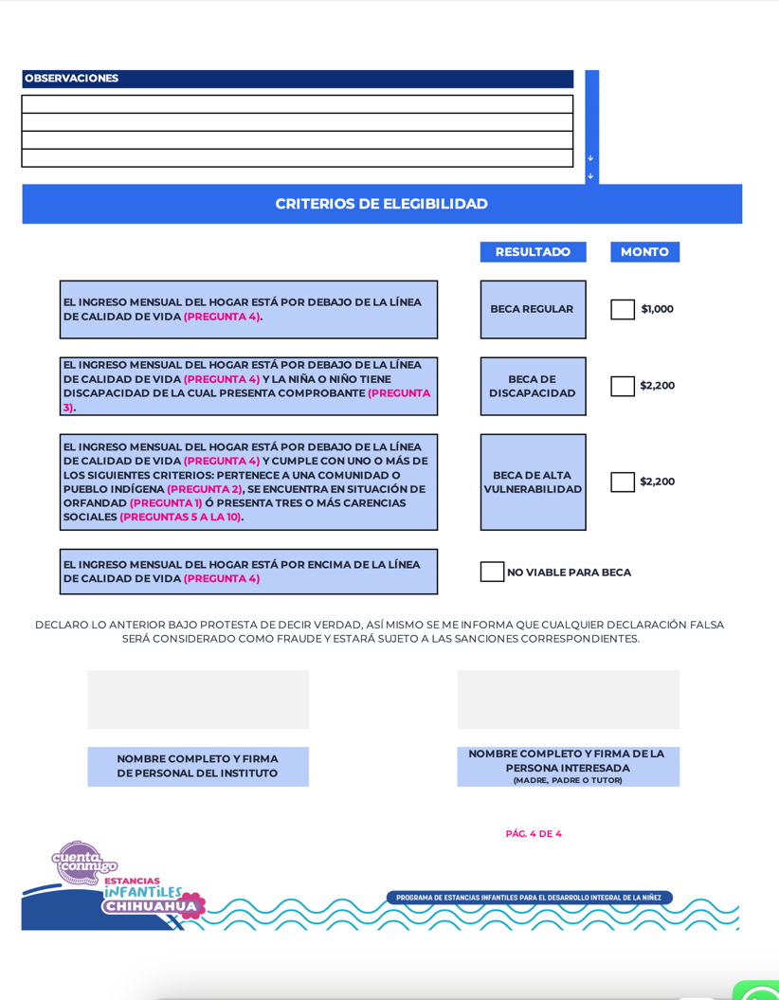 OBSERVACIONES
CRITERIOS DE ELEGIBILIDAD
RESULTADO
MONTO
EL INGRESO MENSUAL DEL HOGAR ESTÁ POR DEBAJO DE LA LÍNEA
DE CALIDAD DE VIDA (PREGUNTA 4).
BECA REGULAR
$1,000
EL INGRESO MENSUAL DEL HOGAR ESTÁ POR DEBAJO DE LA LÍNEA
DE CALIDAD DE VIDA (PREGUNTA 4) Y LA NIÑA O NIÑO TIENE
DISCAPACIDAD DE LA CUAL PRESENTA COMPROBANTE (PREGUNTA
3).
BECA DE
DISCAPACIDAD
$2,200
EL INGRESO MENSUAL DEL HOGAR ESTÁ POR DEBAJO DE LA LÍNEA
DE CALIDAD DE VIDA (PREGUNTA 4) Y CUMPLE CON UNO O MÁS DE
LOS SIGUIENTES CRITERIOS: PERTENECE A UNA COMUNIDAD O
PUEBLO INDÍGENA (PREGUNTA 2), SE ENCUENTRA EN SITUACIÓN DE
ORFANDAD (PREGUNTA 1) Ó PRESENTA TRES O MÁS CARENCIAS
SOCIALES (PREGUNTAS 5 A LA 10).
BECA DE ALTA
VULNERABILIDAD
$2,200
EL INGRESO MENSUAL DEL HOGAR ESTÁ POR ENCIMA DE LA LÍNEA
DE CALIDAD DE VIDA (PREGUNTA 4)
NO VIABLE PARA BECA
DECLARO LO ANTERIOR BAJO PROTESTA DE DECIR VERDAD, ASÍ MISMO SE ME INFORMA QUE CUALQUIER DECLARACIÓN FALSA
SERÁ CONSIDERADO COMO FRAUDE Y ESTARÁ SUJETO A LAS SANCIONES CORRESPONDIENTES.
NOMBRE COMPLETO Y FIRMA
DE PERSONAL DEL INSTITUTO
NOMBRE COMPLETO Y FIRMA DE LA
PERSONA INTERESADA
(MADRE, PADRE O TUTOR)
PÁG. 4 DE 4
cuenta
conmigo
ESTANCIAS
iNFANTiLES
CHIHUAHUA
PROGRAMA DE ESTANCIAS INFANTILES PARA EL DESARROLLO INTEGRAL DE LA NIÑEZ